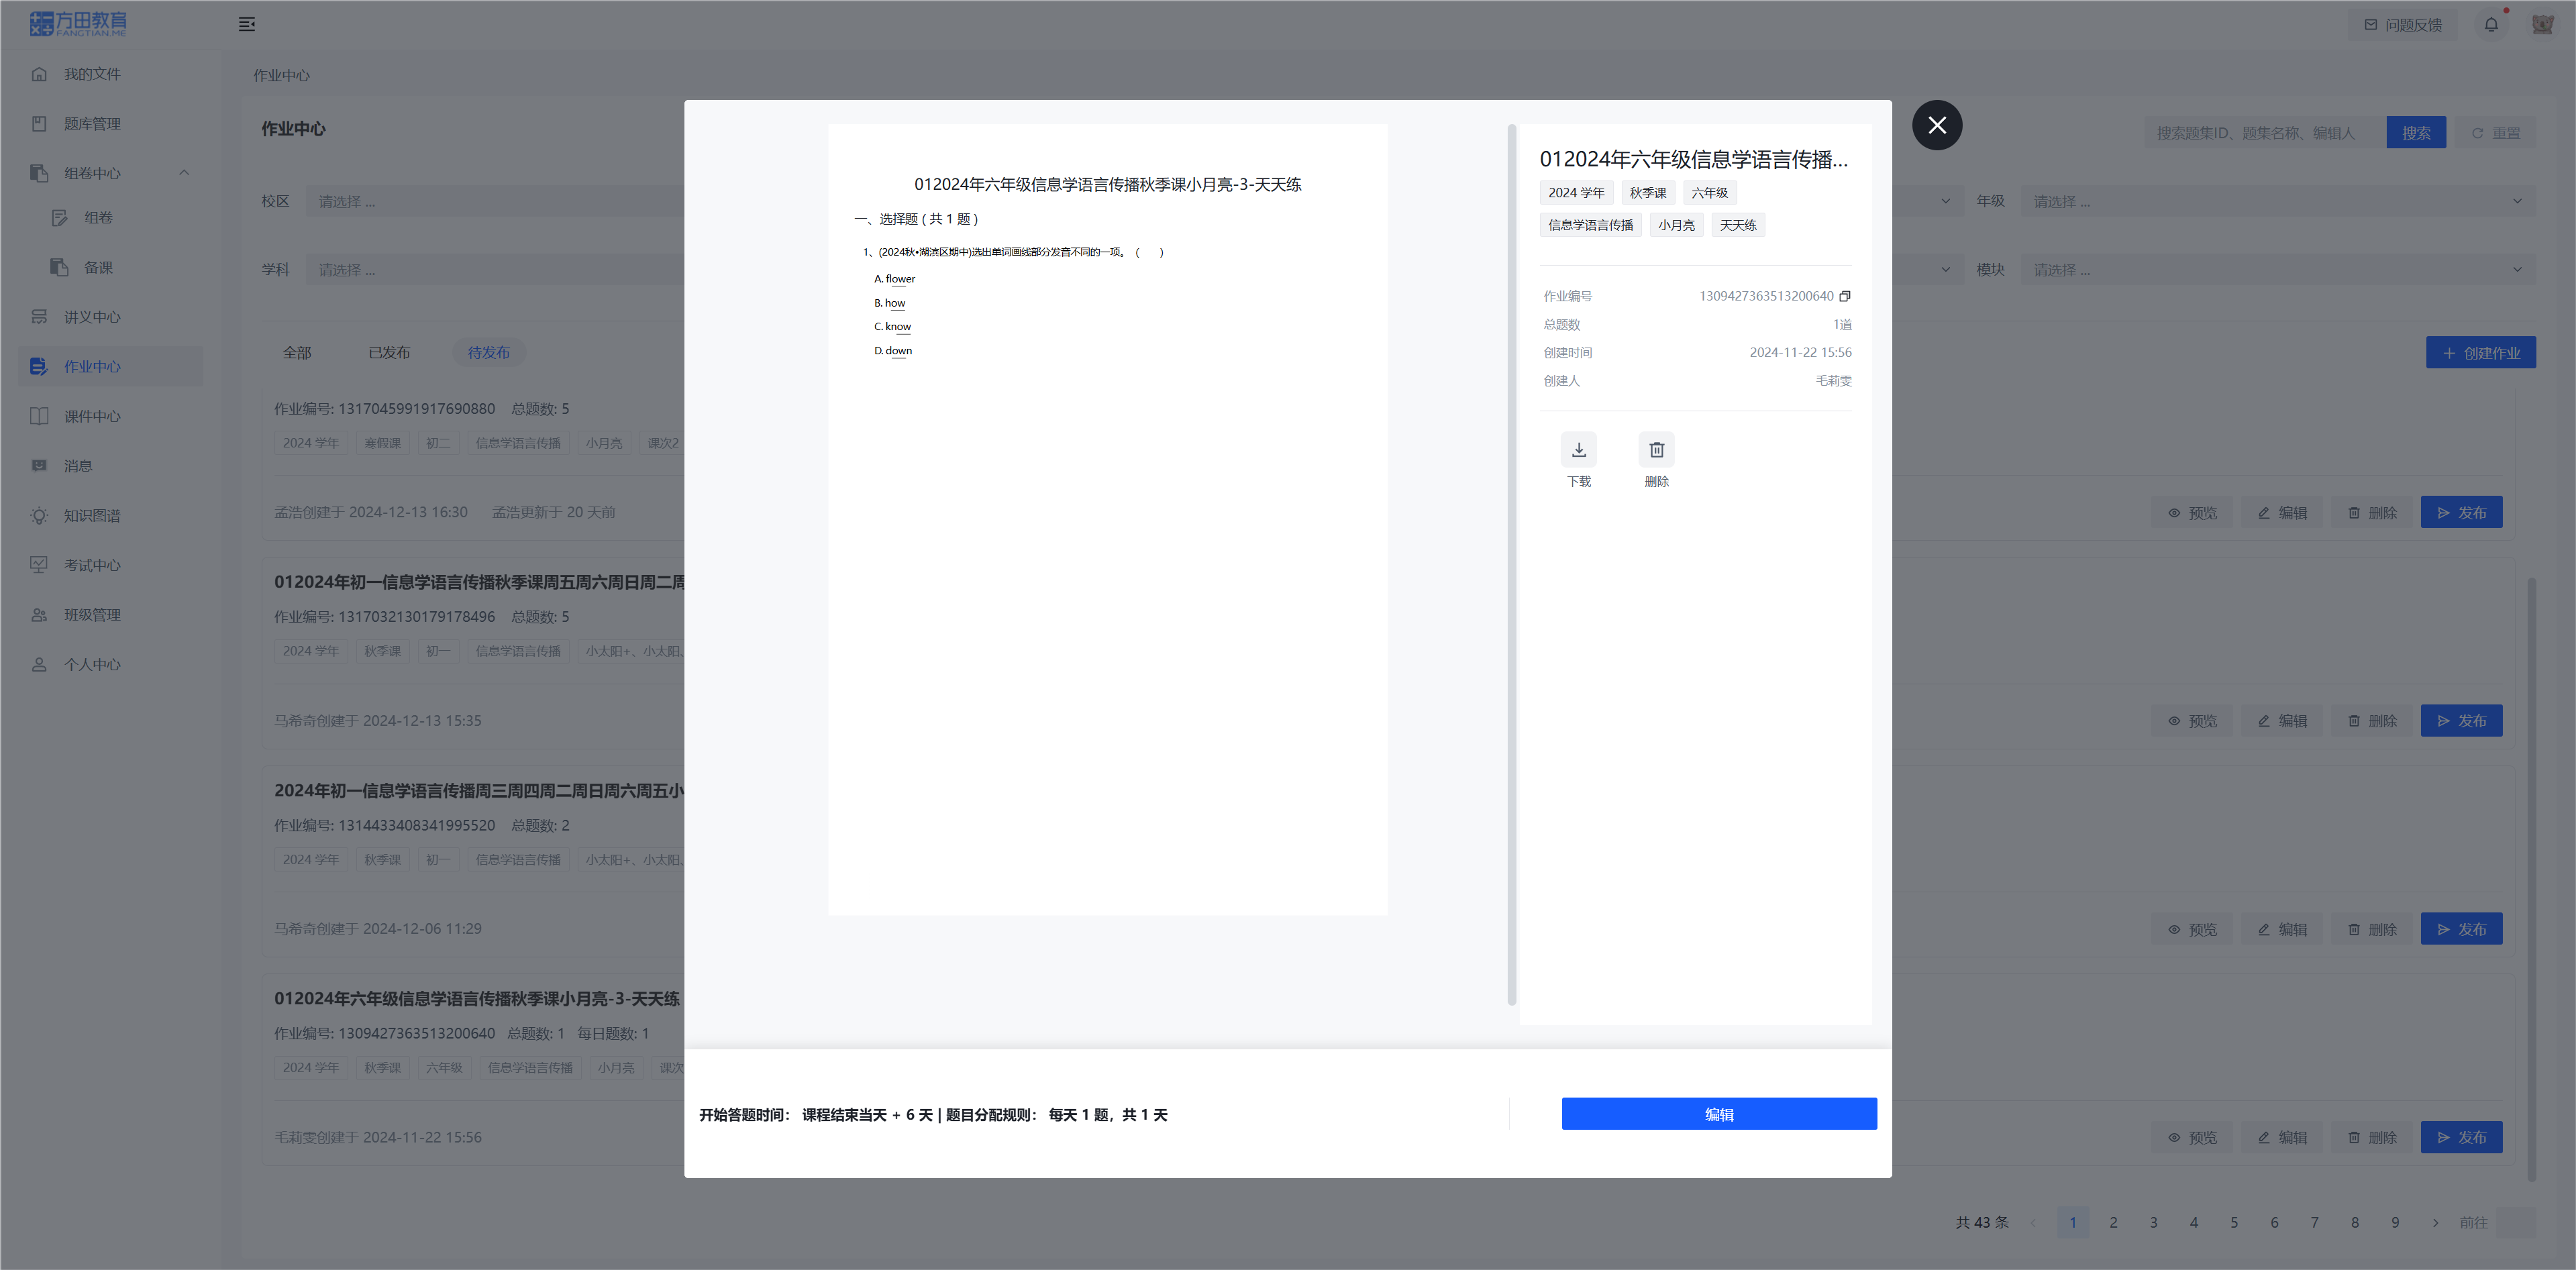 方田教育
FANGTIAN.ME
问题反馈
我的文件
题库管理
组卷中心
组卷
备课
讲义中心
作业中心
课件中心
消息
知识图谱
考试中心
班级管理
个人中心
作业中心
作业中心
搜索题集ID、题集名称、编辑人
搜索
重置
校区
请选择 ...
年级
请选择 ...
学科
请选择 ...
模块
请选择 ...
全部
已发布
待发布
创建作业
作业编号: 1317045991917690880 总题数: 5
2024 学年 寒假课 初二 信息学语言传播 小月亮 课次2
孟浩创建于 2024-12-13 16:30 孟浩更新于 20 天前
预览 编辑 删除 发布
012024年初一信息学语言传播秋季课周五周六周日周二周
作业编号: 1317032130179178496 总题数: 5
2024 学年 秋季课 初一 信息学语言传播 小太阳+、小太阳、
马希奇创建于 2024-12-13 15:35
预览 编辑 删除 发布
2024年初一信息学语言传播周三周四周二周日周六周五小
作业编号: 1314433408341995520 总题数: 2
2024 学年 秋季课 初一 信息学语言传播 小太阳+、小太阳、
马希奇创建于 2024-12-06 11:29
预览 编辑 删除 发布
012024年六年级信息学语言传播秋季课小月亮-3-天天练
作业编号: 1309427363513200640 总题数: 1 每日题数: 1
2024 学年 秋季课 六年级 信息学语言传播 小月亮 课次
毛莉雯创建于 2024-11-22 15:56
预览 编辑 删除 发布
共 43 条 1 2 3 4 5 6 7 8 9 前往
012024年六年级信息学语言传播秋季课小月亮-3-天天练
一、选择题 ( 共 1 题 )
1、(2024秋•湖滨区期中)选出单词画线部分发音不同的一项。 ( )
A. flower
B. how
C. know
D. down
012024年六年级信息学语言传播...
2024 学年 秋季课 六年级
信息学语言传播 小月亮 天天练
作业编号 1309427363513200640
总题数 1道
创建时间 2024-11-22 15:56
创建人 毛莉雯
下载 删除
开始答题时间： 课程结束当天 + 6 天 | 题目分配规则： 每天 1 题，共 1 天
编辑